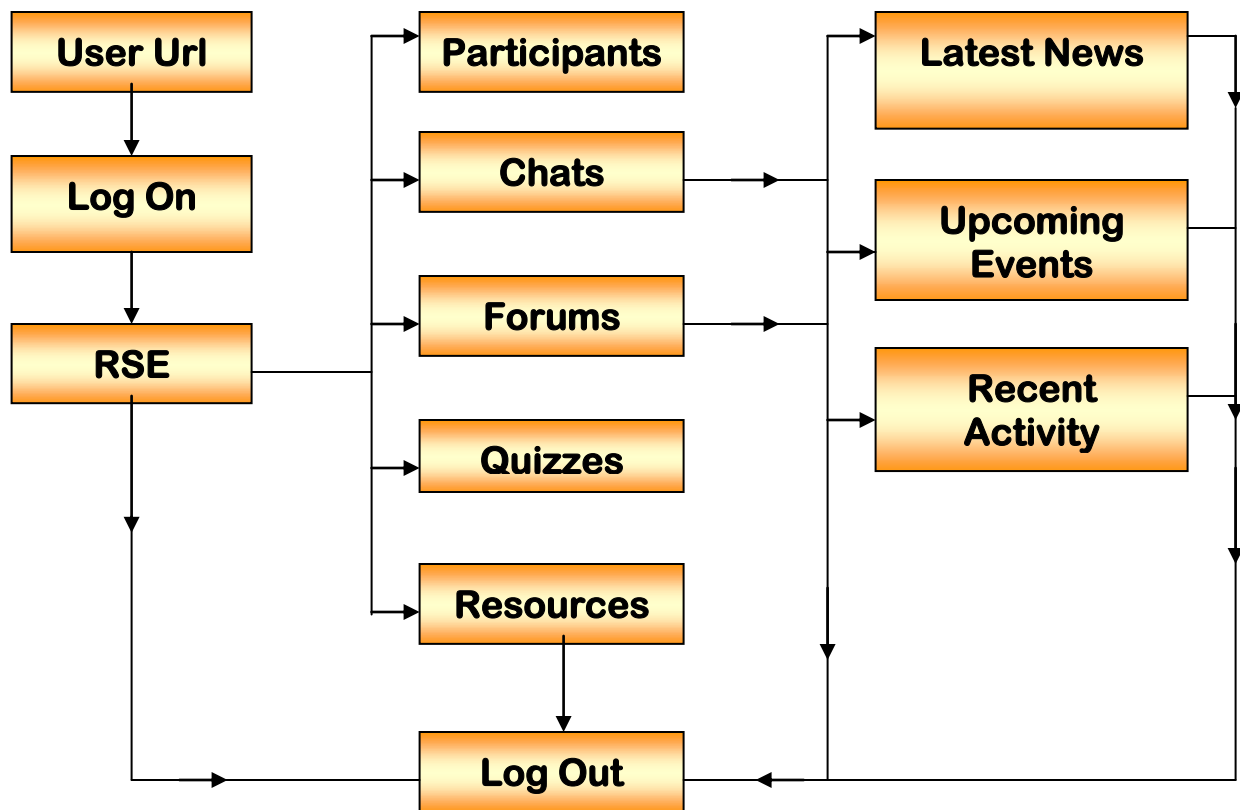 User Url
Log On
RSE
Participants
Chats
Forums
Quizzes
Resources
Log Out
Latest News
Upcoming
Events
Recent
Activity